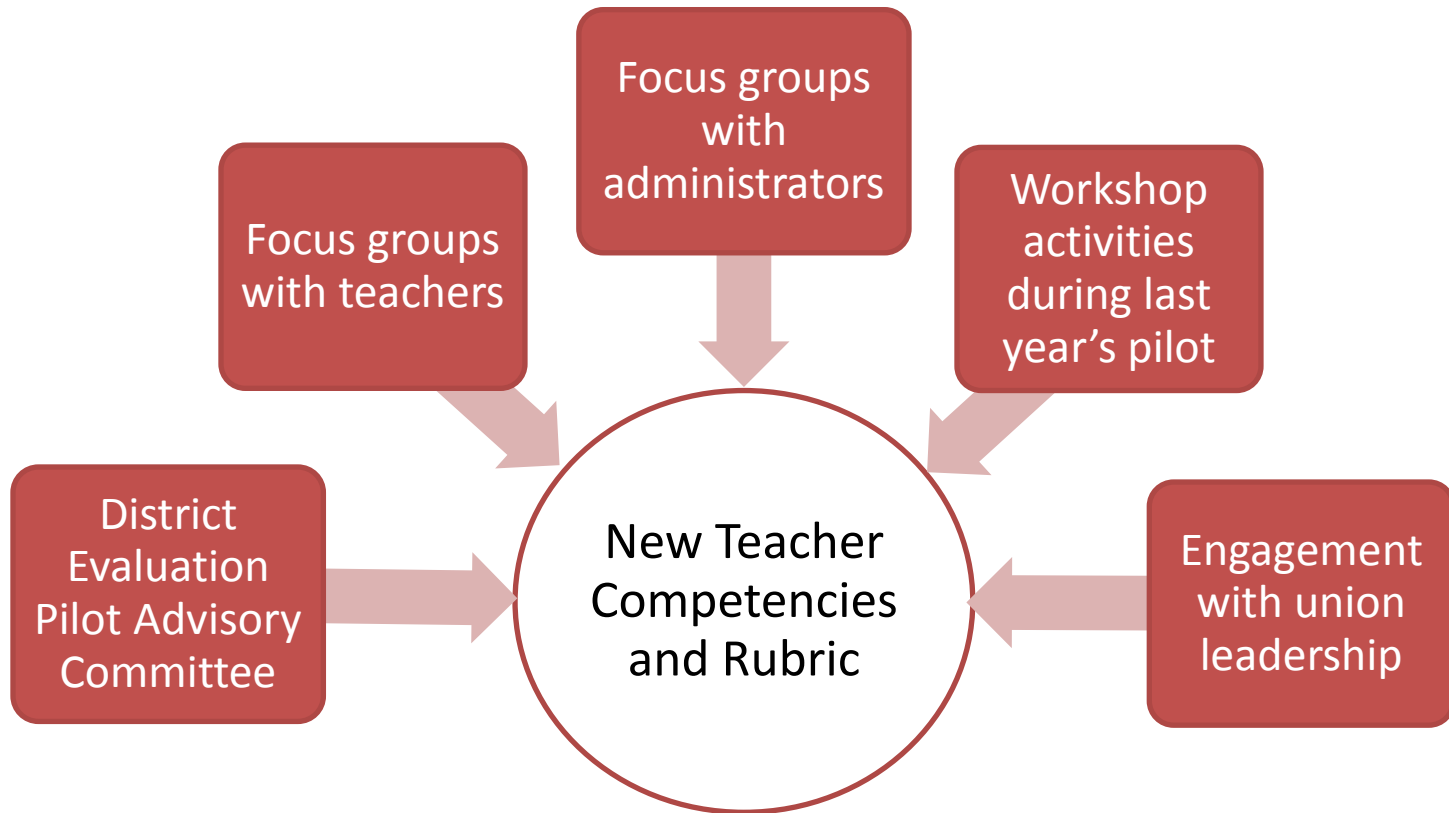 Focus groups
with
administrators
Focus groups
with teachers
Workshop
activities
during last
year’s pilot
District
Evaluation
Pilot Advisory
Committee
New Teacher
Competencies
and Rubric
Engagement
with union
leadership